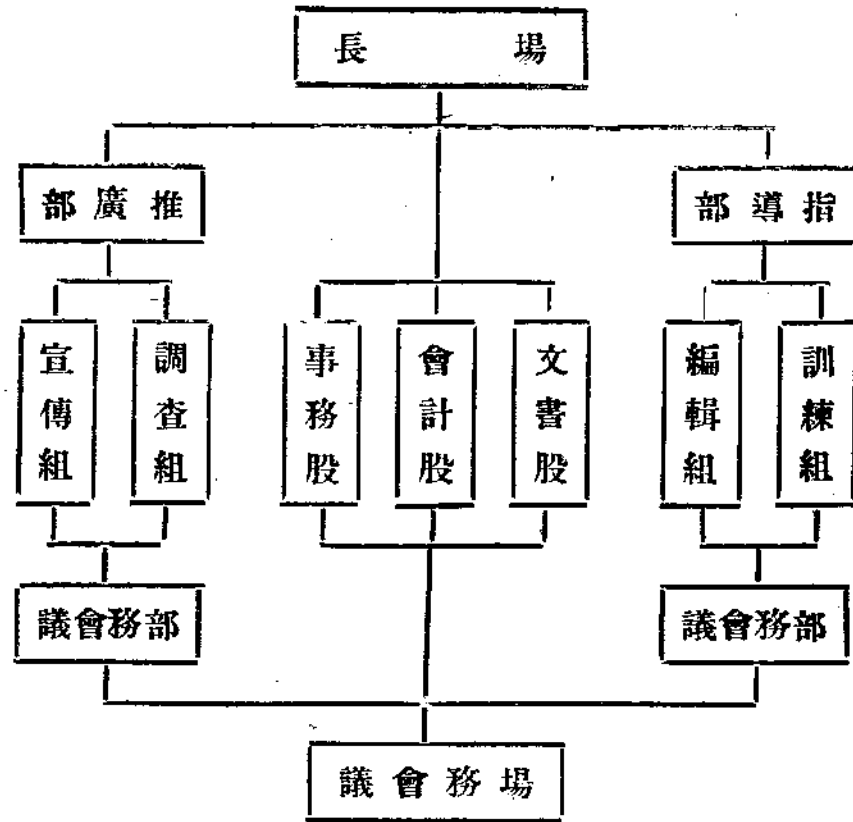 場長
指導部
推廣部
訓練組
編輯組
文書股
會計股
事務股
調查組
宣傳組
部務會議
部務會議
場務會議